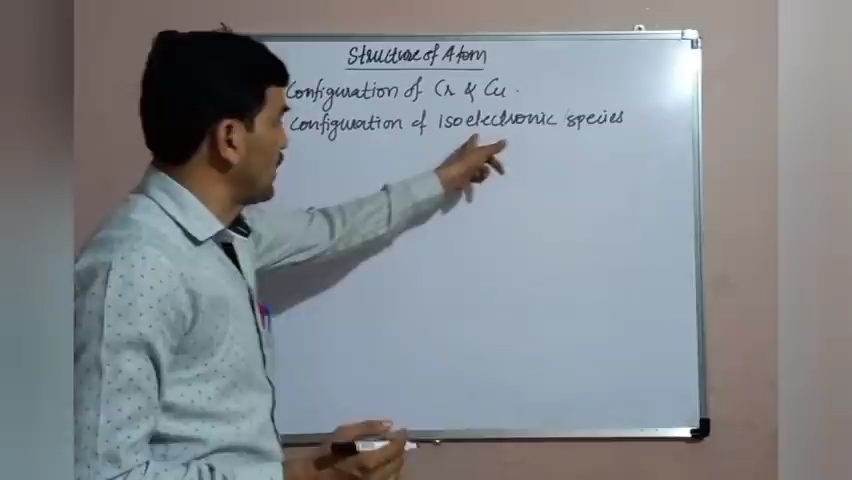 Structure of Atom
Configuration of Cr & Cu.
Configuration of Isoelectronic species